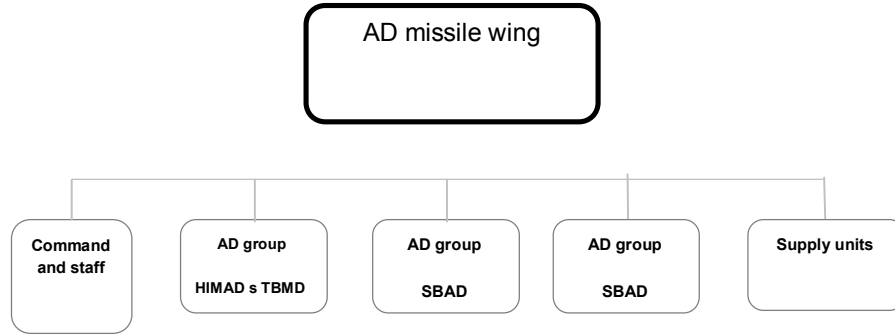 AD missile wing
Command
and staff
AD group
HIMAD s TBMD
AD group
SBAD
AD group
SBAD
Supply units